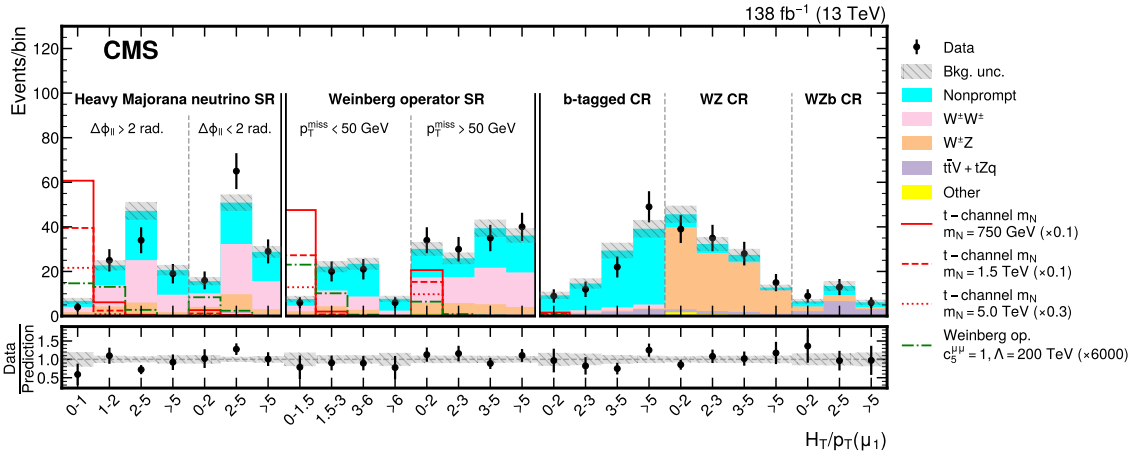 138 fb⁻¹ (13 TeV)
CMS
Events/bin
120
100
80
60
40
20
0
Heavy Majorana neutrino SR
Weinberg operator SR
b-tagged CR
WZ CR
WZb CR
Δϕ_ll > 2 rad.
Δϕ_ll < 2 rad.
p_T^miss < 50 GeV
p_T^miss > 50 GeV
Data
Bkg. unc.
Nonprompt
W±W±
W±Z
tt̄V + tZq
Other
t − channel m_N
m_N = 750 GeV (×0.1)
t − channel m_N
m_N = 1.5 TeV (×0.1)
t − channel m_N
m_N = 5.0 TeV (×0.3)
Weinberg op.
c_5^μμ = 1, Λ = 200 TeV (×6000)
Data
Prediction
1.5
1.0
0.5
0-1 1-2 2-5 >5 0-2 2-5 >5 0-1.5 1.5-3 3-6 >6 0-2 2-3 3-5 >5 0-2 2-3 3-5 >5 0-2 2-3 3-5 >5 0-2 2-5 >5
H_T/p_T(μ_1)